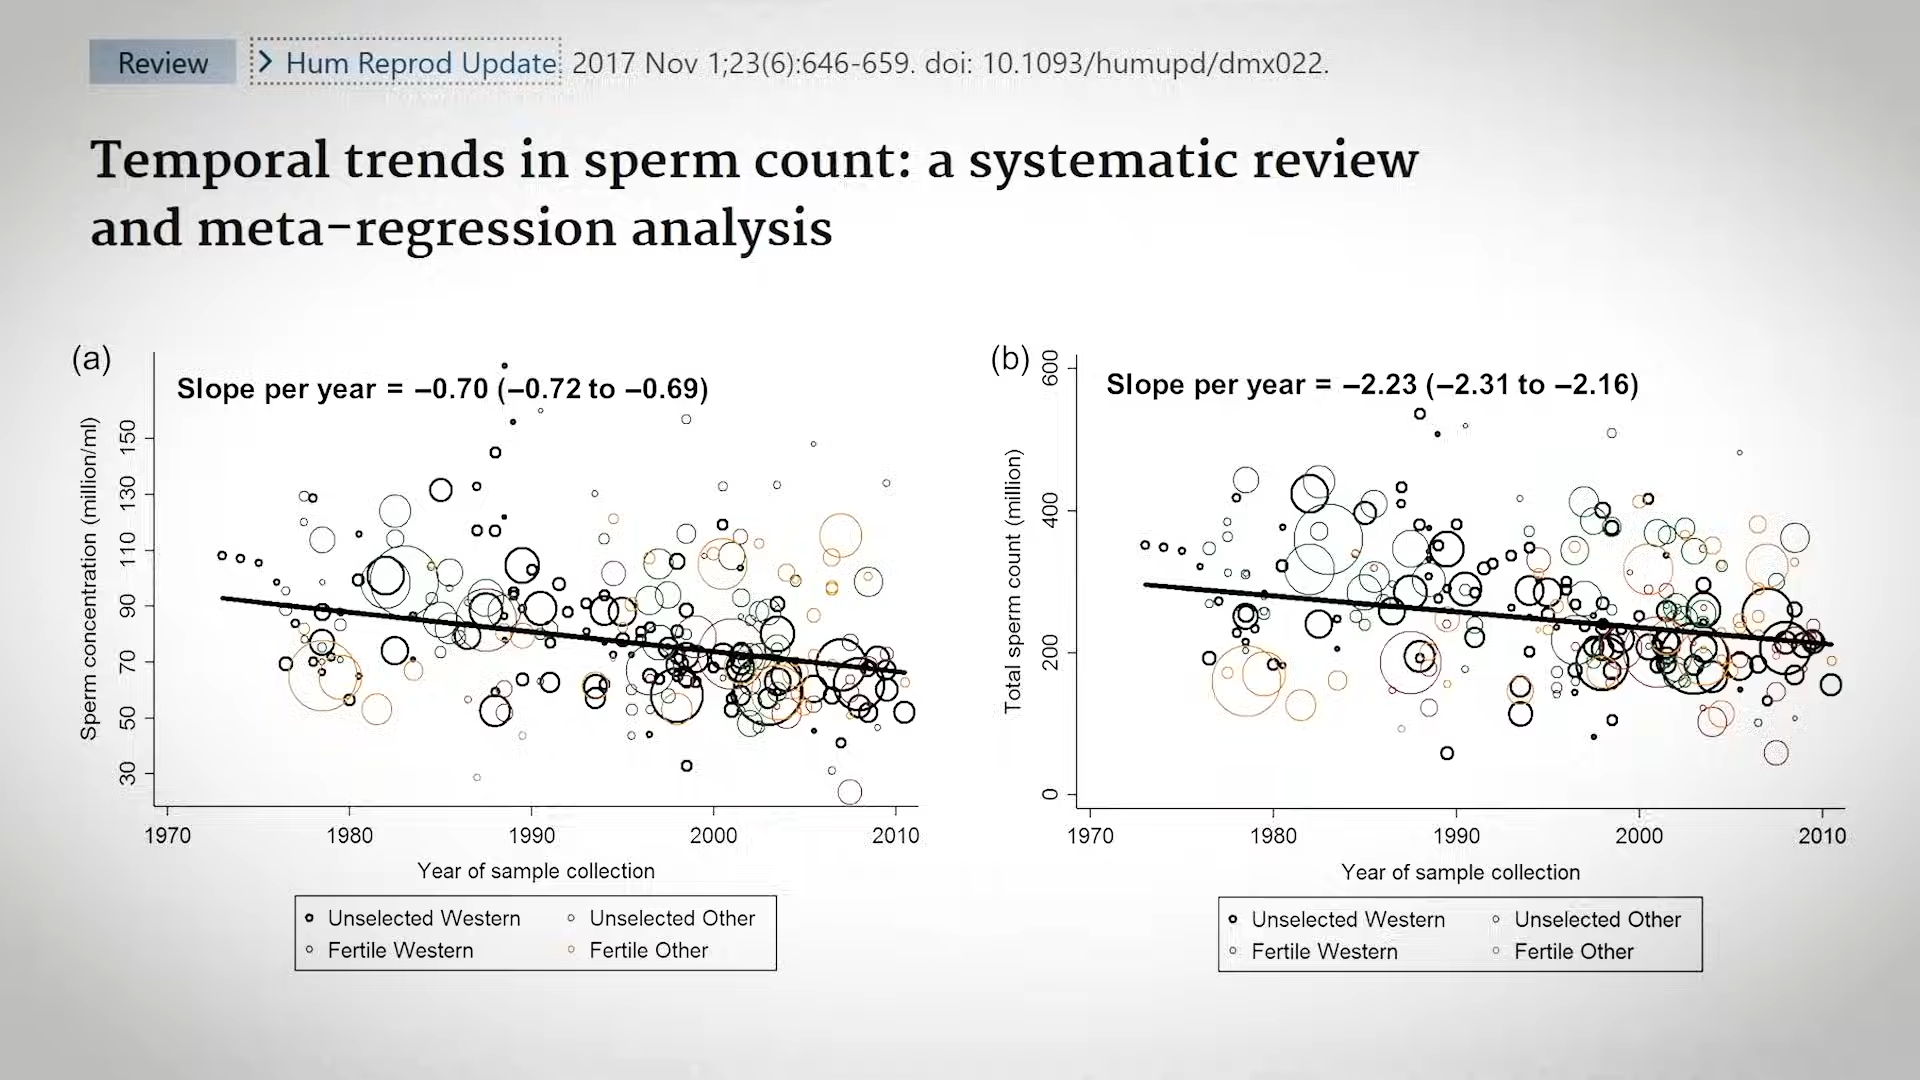 Review > Hum Reprod Update 2017 Nov 1;23(6):646-659. doi: 10.1093/humupd/dmx022.
Temporal trends in sperm count: a systematic review
and meta-regression analysis
(a)
Slope per year = −0.70 (−0.72 to −0.69)
Sperm concentration (million/ml)
150
130
110
90
70
50
30
1970 1980 1990 2000 2010
Year of sample collection
Unselected Western Unselected Other
Fertile Western Fertile Other
(b)
Slope per year = −2.23 (−2.31 to −2.16)
Total sperm count (million)
600
400
200
0
1970 1980 1990 2000 2010
Year of sample collection
Unselected Western Unselected Other
Fertile Western Fertile Other